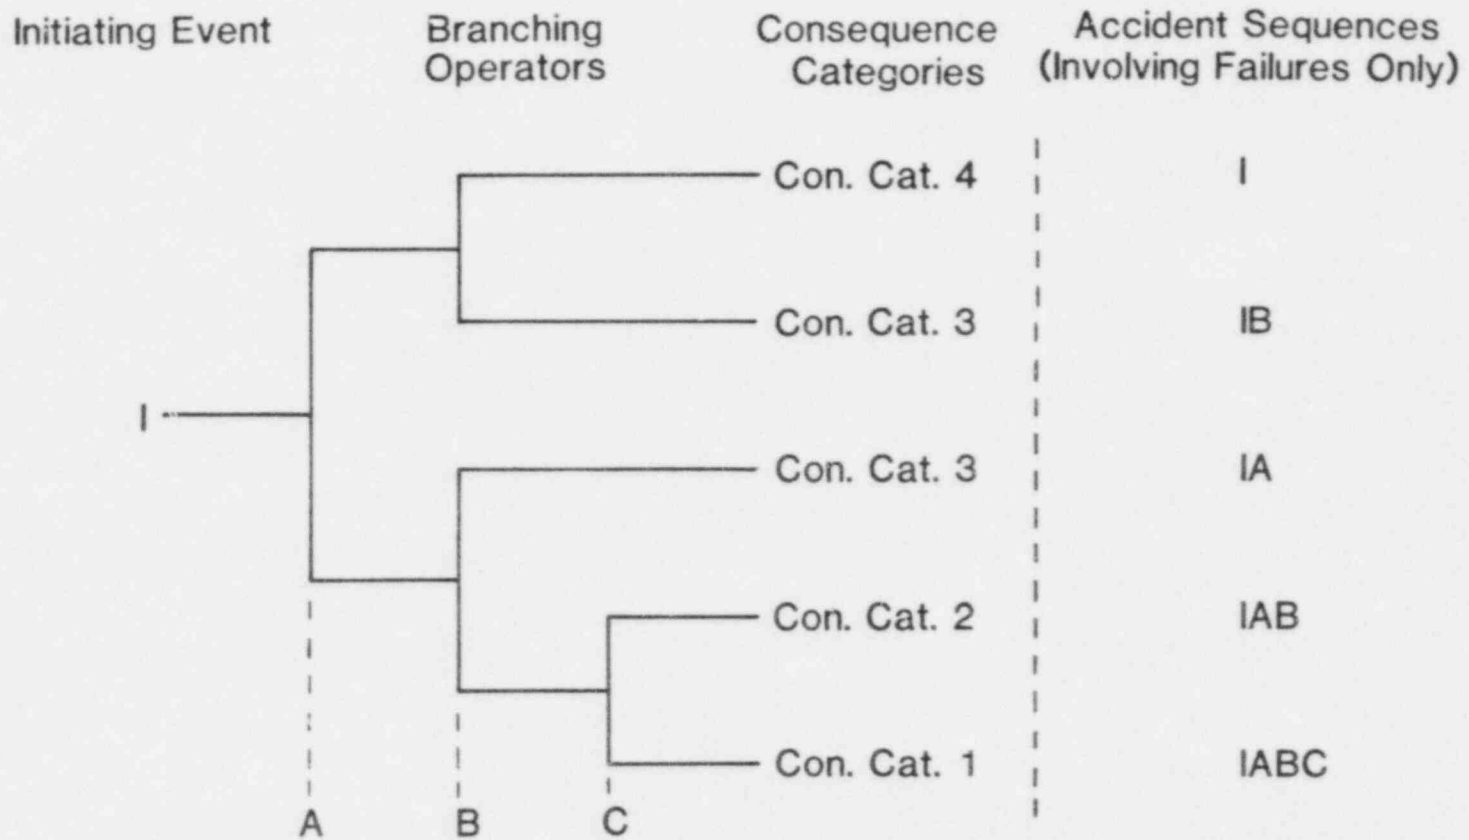 Initiating Event
Branching
Operators
Consequence
Categories
Accident Sequences
(Involving Failures Only)
Con. Cat. 4
I
Con. Cat. 3
IB
I
Con. Cat. 3
IA
Con. Cat. 2
IAB
Con. Cat. 1
IABC
A
B
C